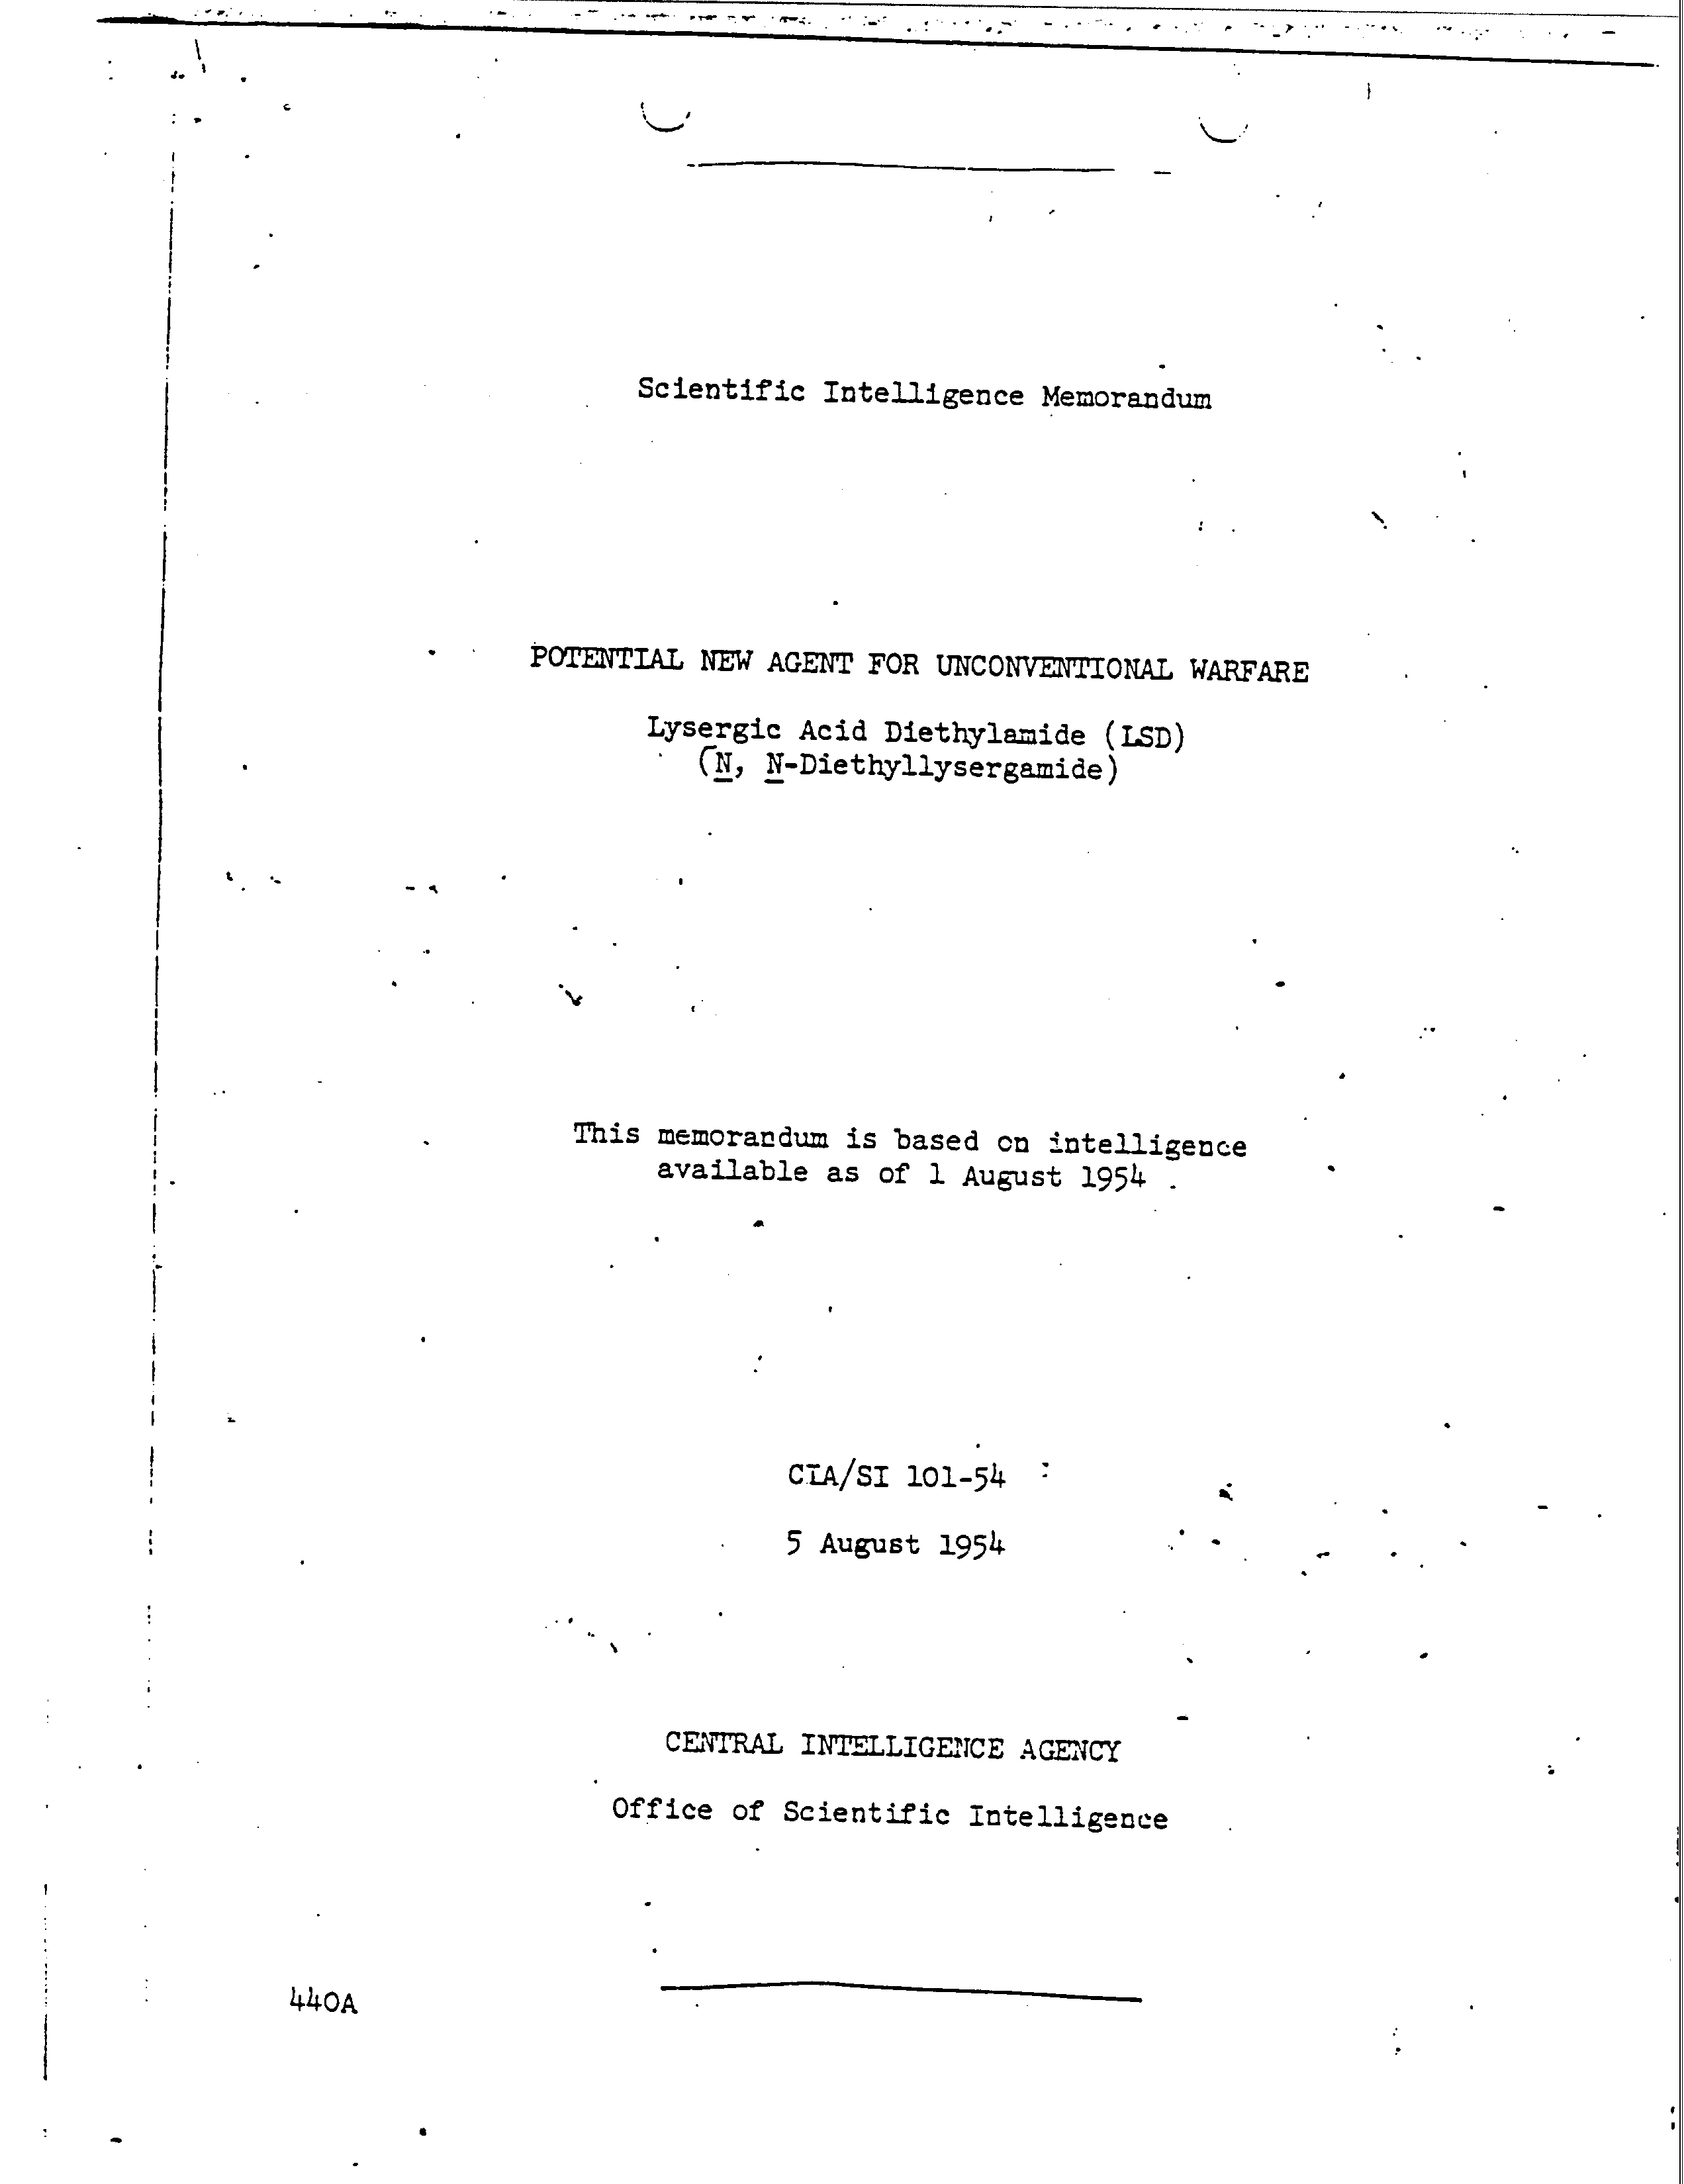 Scientific Intelligence Memorandum
POTENTIAL NEW AGENT FOR UNCONVENTIONAL WARFARE
Lysergic Acid Diethylamide (LSD)
(N, N-Diethyllysergamide)
This memorandum is based on intelligence
available as of 1 August 1954
CIA/SI 101-54
5 August 1954
CENTRAL INTELLIGENCE AGENCY
Office of Scientific Intelligence
440A